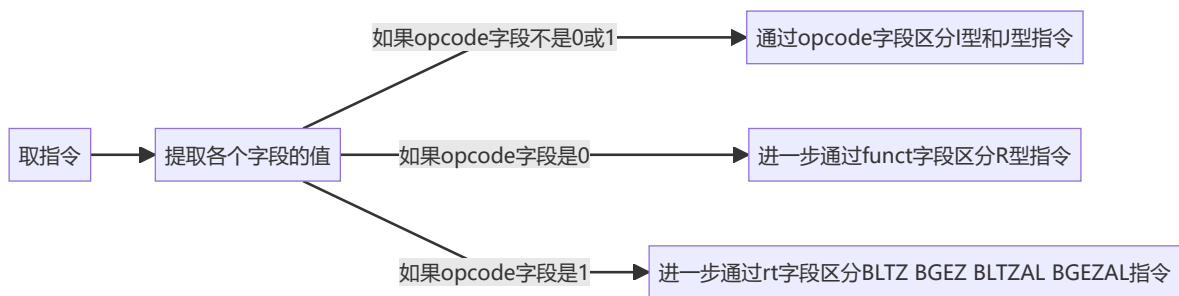 如果opcode字段不是0或1
通过opcode字段区分I型和J型指令
取指令
提取各个字段的值
如果opcode字段是0
进一步通过funct字段区分R型指令
如果opcode字段是1
进一步通过rt字段区分BLTZ BGEZ BLTZAL BGEZAL指令